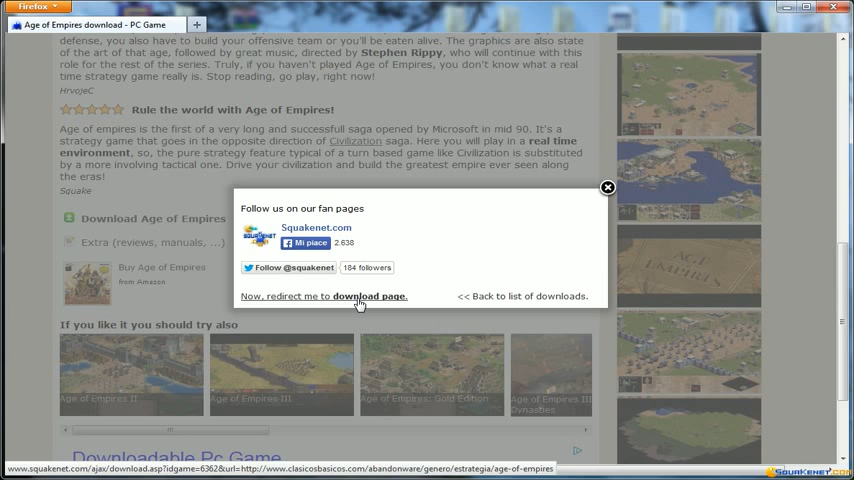 Firefox
Age of Empires download - PC Game
defense, you also have to build your offensive team or you'll be eaten alive. The graphics are also state
of the art of that age, followed by great music, directed by Stephen Rippy, who will continue with this
role for the rest of the series. Truly, if you haven't played Age of Empires, you don't know what a real
time strategy game really is. Stop reading, go play, right now!
HrvojeC
Rule the world with Age of Empires!
Age of empires is the first of a very long and successfull saga opened by Microsoft in mid 90. It's a
strategy game that goes in the opposite direction of Civilization saga. Here you will play in a real time
environment, so, the pure strategy feature typical of a turn based game like Civilization is substituted
by a more involving tactical one. Drive your civilization and build the greatest empire ever seen along
the eras!
Squake
Download Age of Empires
Extra (reviews, manuals, ...)
Buy Age of Empires
from Amazon
Follow us on our fan pages
SQUAKENET
Squakenet.com
Mi piace 2.638
Follow @squakenet 184 followers
Now, redirect me to download page.
<< Back to list of downloads.
If you like it you should try also
Age of Empires II
Age of Empires III
Age of Empires: Gold Edition
Age of Empires III: Dynasties
AGE OF EMPIRES
Downloadable Pc Game
www.squakenet.com/ajax/download.asp?idgame=6362&url=http://www.clasicosbasicos.com/abandonware/genero/estrategia/age-of-empires
SQUAKENET.COM